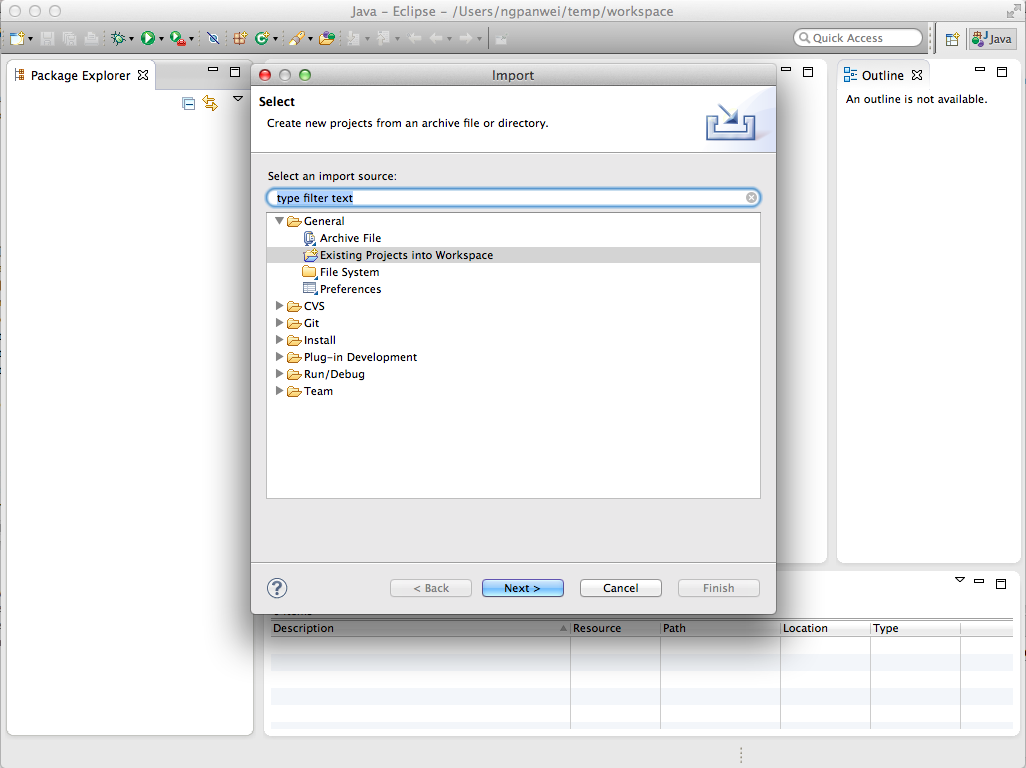 Java – Eclipse – /Users/ngpanwei/temp/workspace
Quick Access
Java
Package Explorer
Import
Outline
Select
Create new projects from an archive file or directory.
An outline is not available.
Select an import source:
type filter text
General
Archive File
Existing Projects into Workspace
File System
Preferences
CVS
Git
Install
Plug-in Development
Run/Debug
Team
?
< Back
Next >
Cancel
Finish
Description
Resource
Path
Location
Type